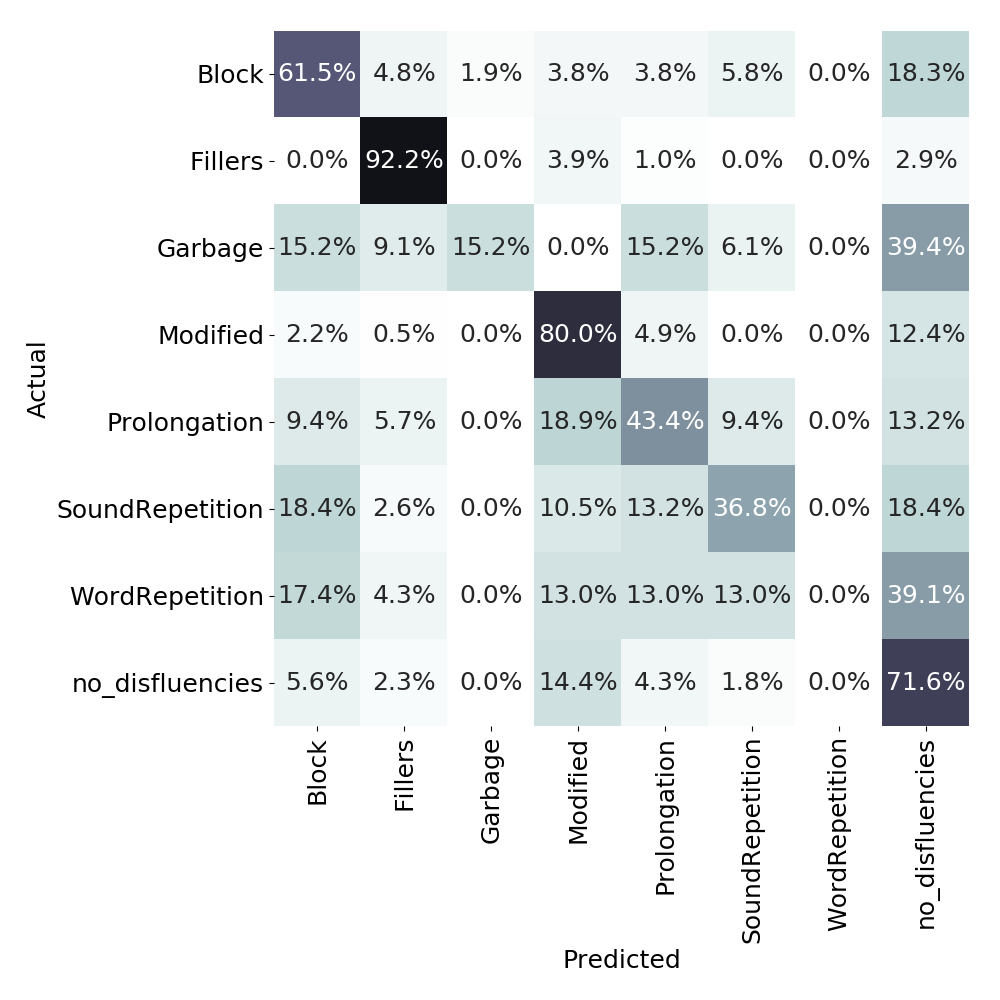 Block 61.5% 4.8% 1.9% 3.8% 3.8% 5.8% 0.0% 18.3%
Fillers 0.0% 92.2% 0.0% 3.9% 1.0% 0.0% 0.0% 2.9%
Garbage 15.2% 9.1% 15.2% 0.0% 15.2% 6.1% 0.0% 39.4%
Modified 2.2% 0.5% 0.0% 80.0% 4.9% 0.0% 0.0% 12.4%
Actual
Prolongation 9.4% 5.7% 0.0% 18.9% 43.4% 9.4% 0.0% 13.2%
SoundRepetition 18.4% 2.6% 0.0% 10.5% 13.2% 36.8% 0.0% 18.4%
WordRepetition 17.4% 4.3% 0.0% 13.0% 13.0% 13.0% 0.0% 39.1%
no_disfluencies 5.6% 2.3% 0.0% 14.4% 4.3% 1.8% 0.0% 71.6%
Block
Fillers
Garbage
Modified
Prolongation
SoundRepetition
WordRepetition
no_disfluencies
Predicted